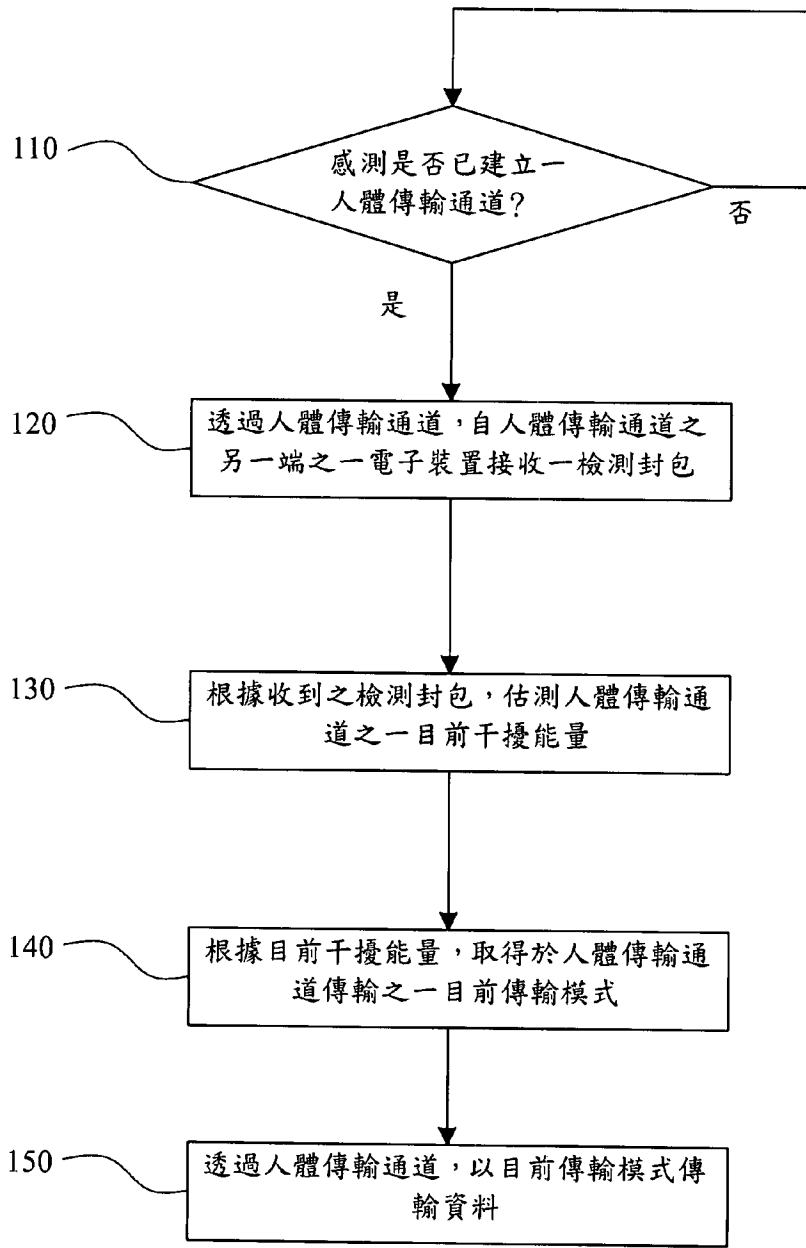 110
感測是否已建立一
人體傳輸通道?
否
是
120
透過人體傳輸通道,自人體傳輸通道之
另一端之一電子裝置接收一檢測封包
130
根據收到之檢測封包,估測人體傳輸通
道之一目前干擾能量
140
根據目前干擾能量,取得於人體傳輸通
道傳輸之一目前傳輸模式
150
透過人體傳輸通道,以目前傳輸模式傳
輸資料